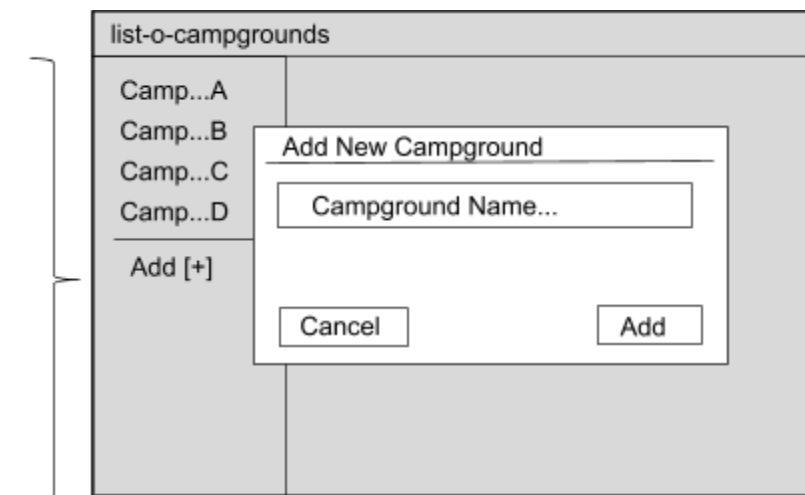 list-o-campgrounds
Camp...A
Camp...B
Camp...C
Camp...D
Add [+]
Add New Campground
Campground Name...
Cancel
Add